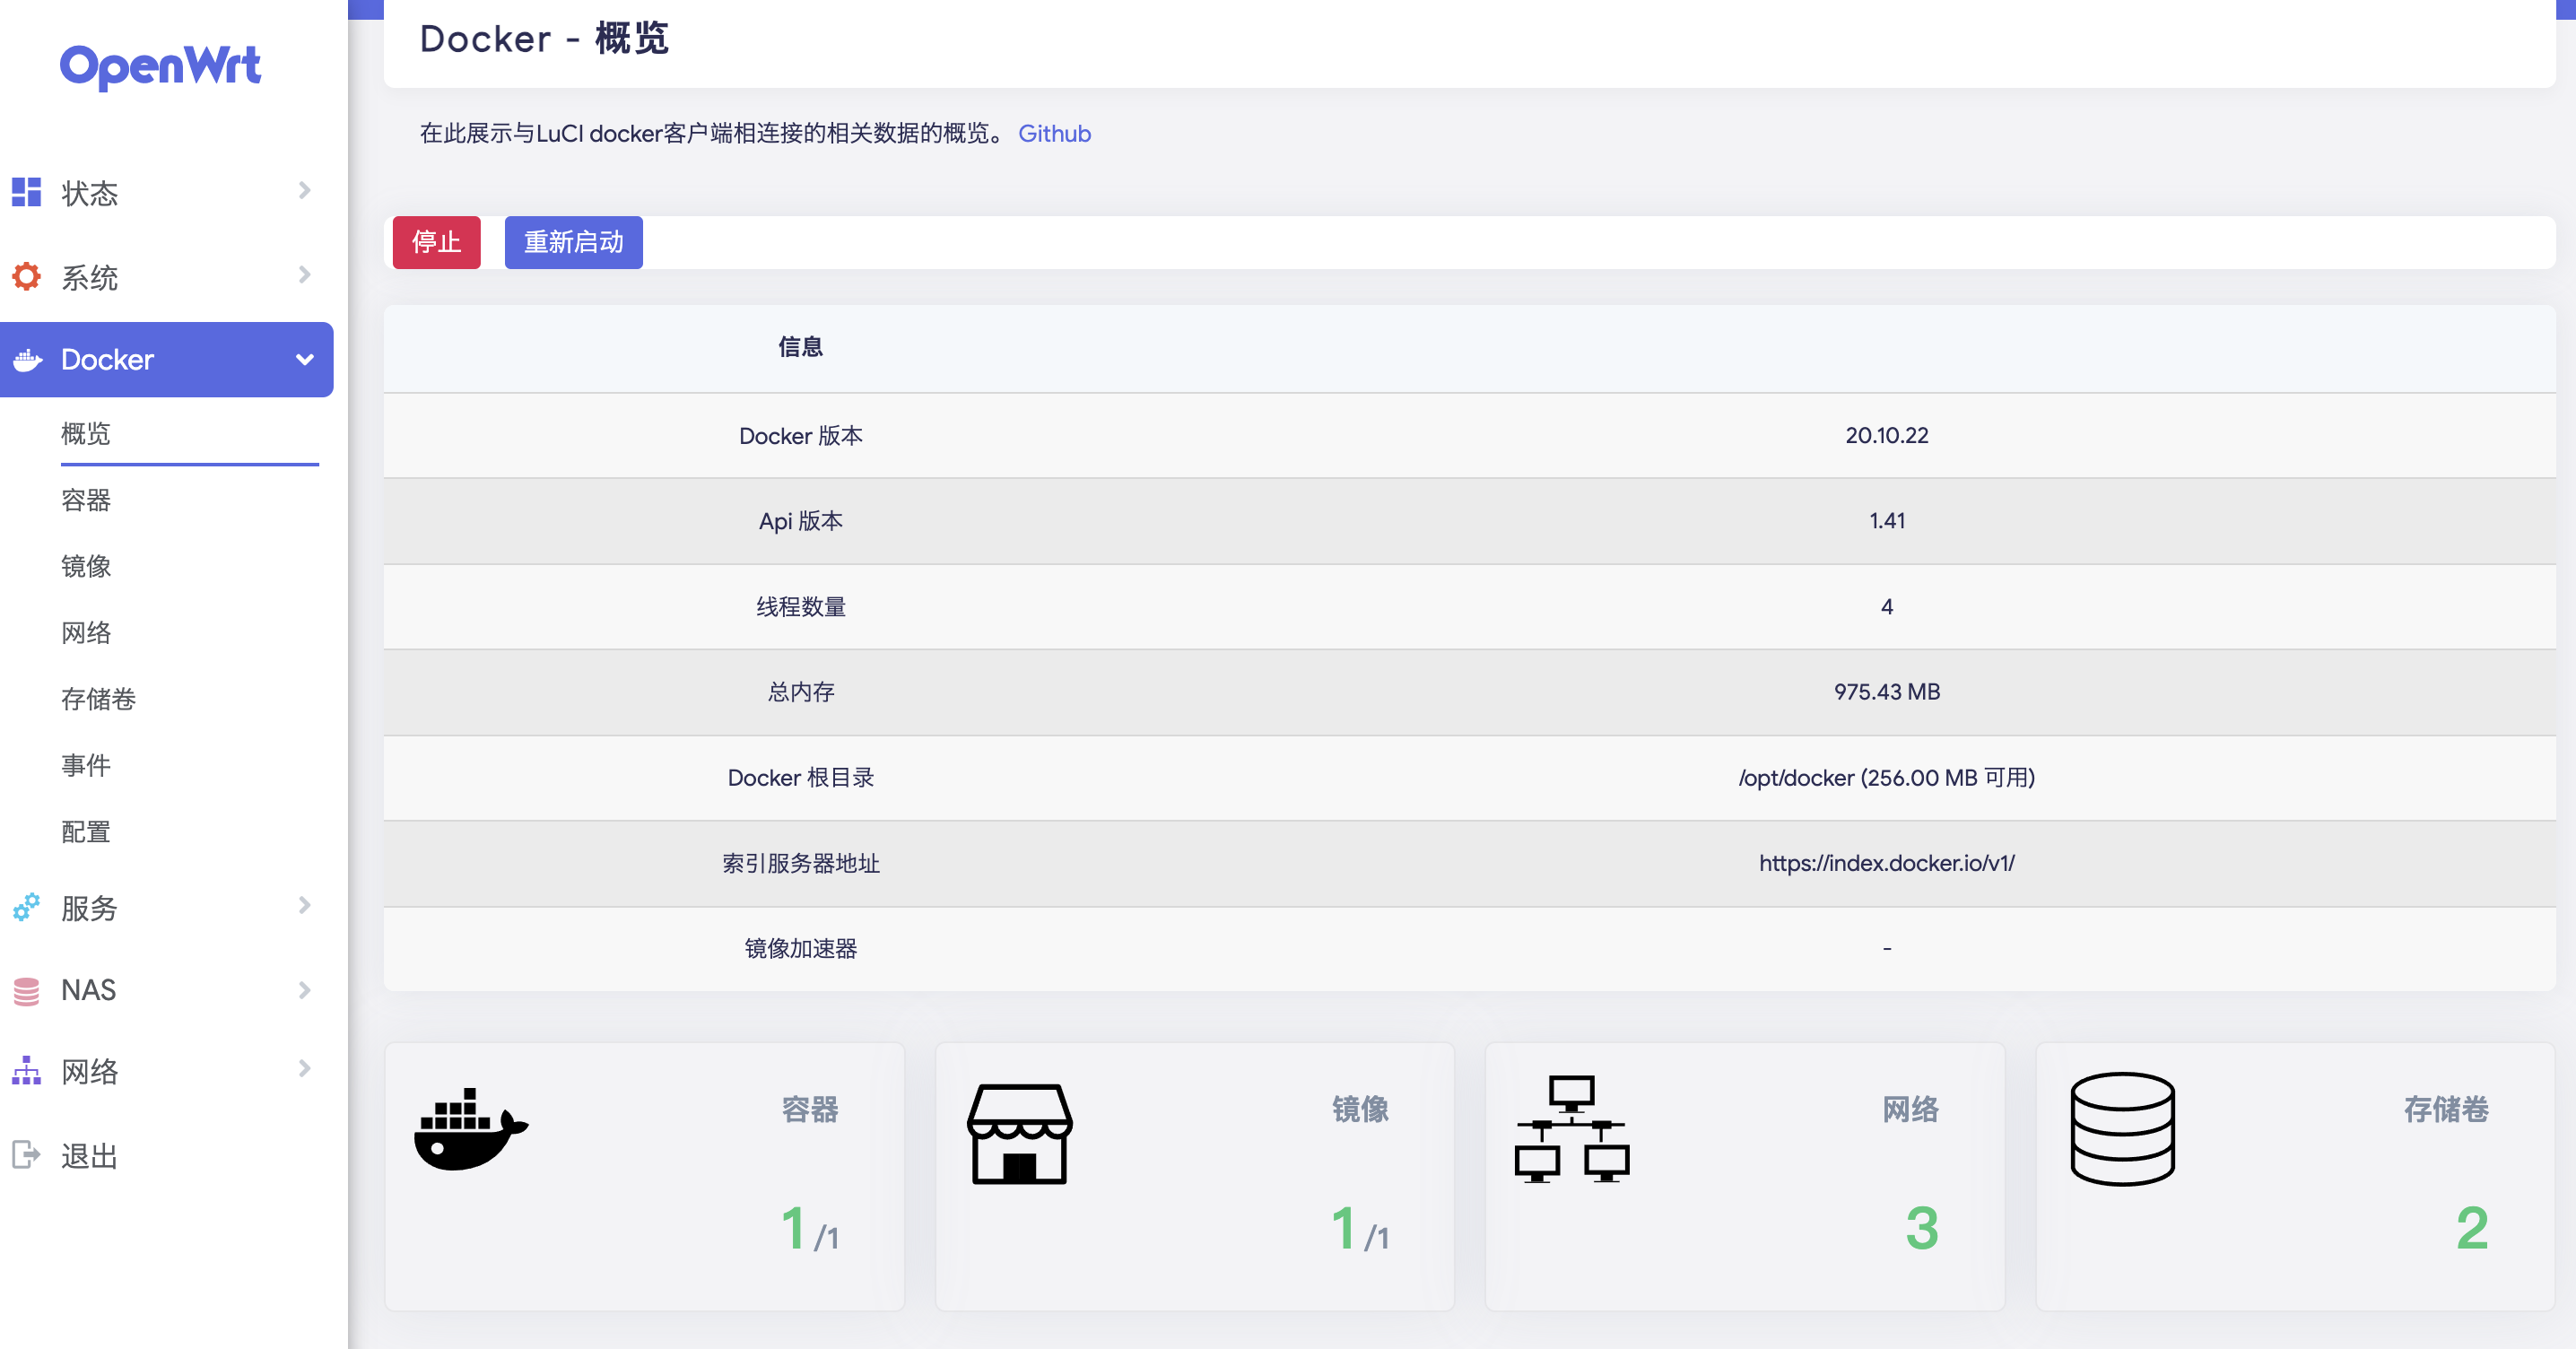 OpenWrt
状态
系统
Docker
概览
容器
镜像
网络
存储卷
事件
配置
服务
NAS
网络
退出
Docker - 概览
在此展示与LuCI docker客户端相连接的相关数据的概览。 Github
停止 重新启动
信息
Docker 版本 20.10.22
Api 版本 1.41
线程数量 4
总内存 975.43 MB
Docker 根目录 /opt/docker (256.00 MB 可用)
索引服务器地址 https://index.docker.io/v1/
镜像加速器 -
容器
1/1
镜像
1/1
网络
3
存储卷
2